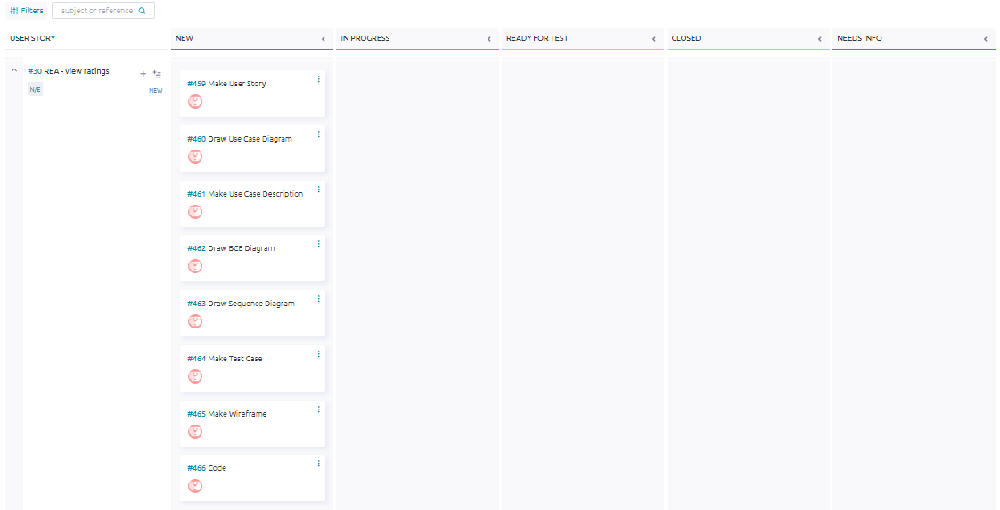 Filters
subject or reference
USER STORY
NEW
IN PROGRESS
READY FOR TEST
CLOSED
NEEDS INFO
#30 REA - view ratings
N/E
NEW
#459 Make User Story
#460 Draw Use Case Diagram
#461 Make Use Case Description
#462 Draw BCE Diagram
#463 Draw Sequence Diagram
#464 Make Test Case
#465 Make Wireframe
#466 Code